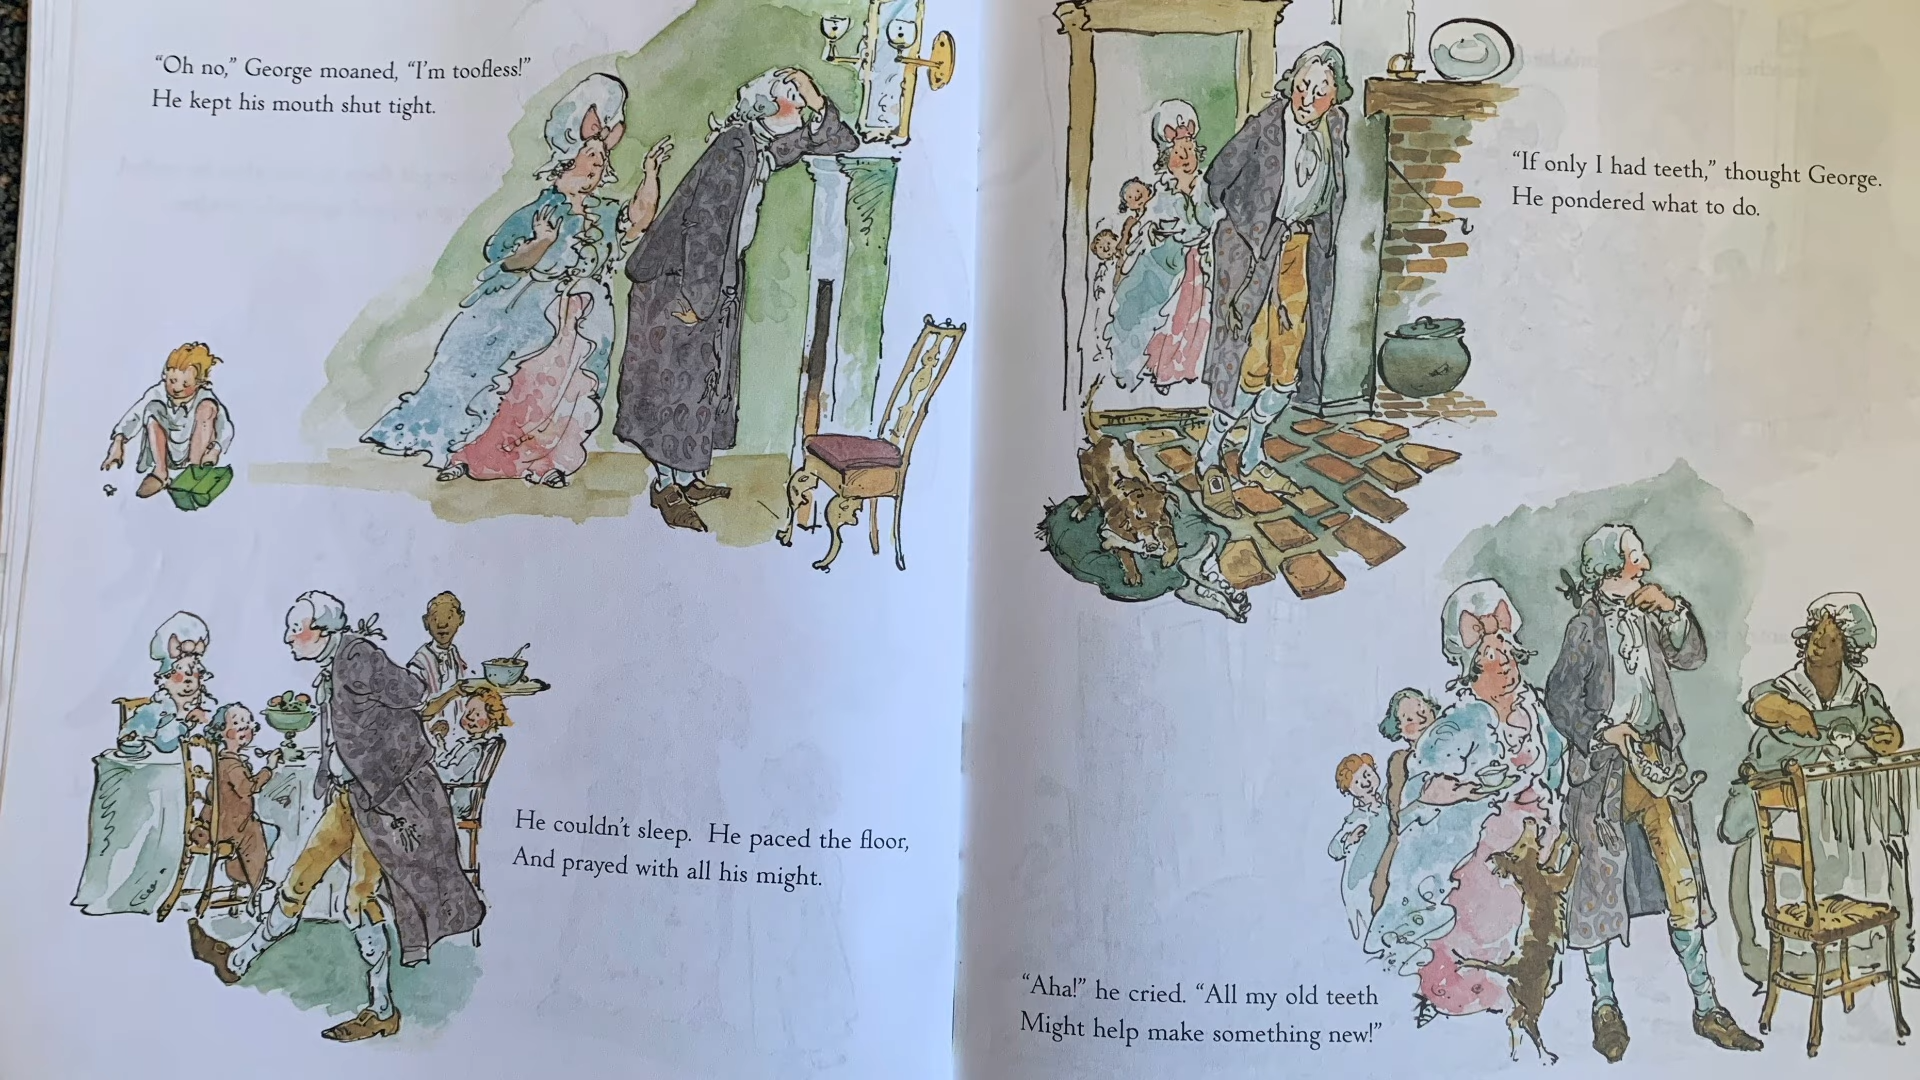 “Oh no,” George moaned, “I’m toofless!”
He kept his mouth shut tight.
He couldn’t sleep. He paced the floor,
And prayed with all his might.
“If only I had teeth,” thought George.
He pondered what to do.
“Aha!” he cried. “All my old teeth
Might help make something new!”